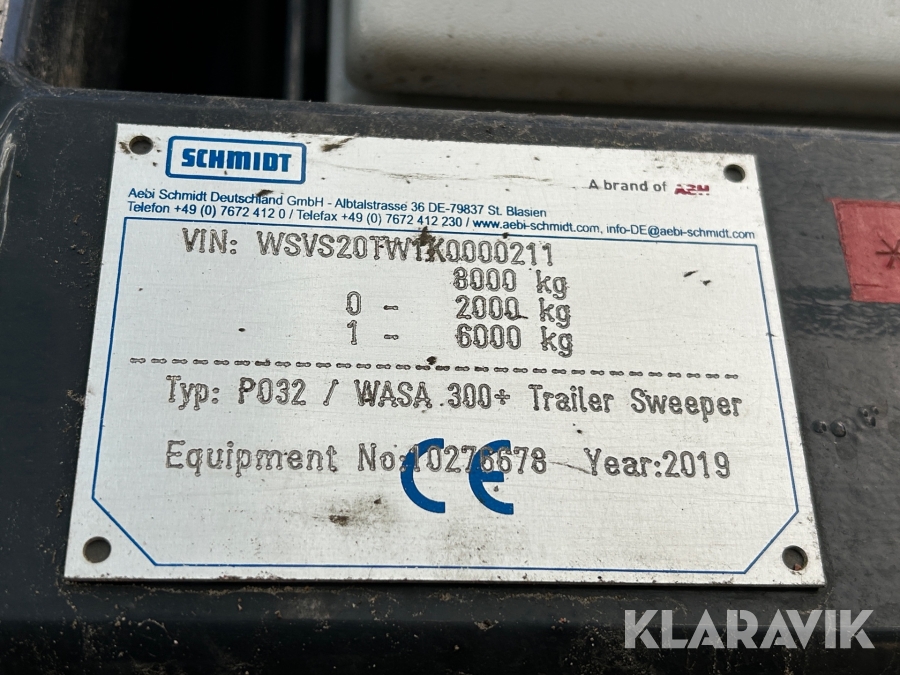 SCHMIDT
A brand of ASH
Aebi Schmidt Deutschland GmbH - Albtalstrasse 36 DE-79837 St. Blasien
Telefon +49 (0) 7672 412 0 / Telefax +49 (0) 7672 412 230 / www.aebi-schmidt.com, info-DE@aebi-schmidt.com
VIN: WSVS20TW1K0000211
8000 kg
0 - 2000 kg
1 - 6000 kg
Typ: P032 / WASA 300+ Trailer Sweeper
Equipment No:10276678 Year:2019
CE
KLARAVIK